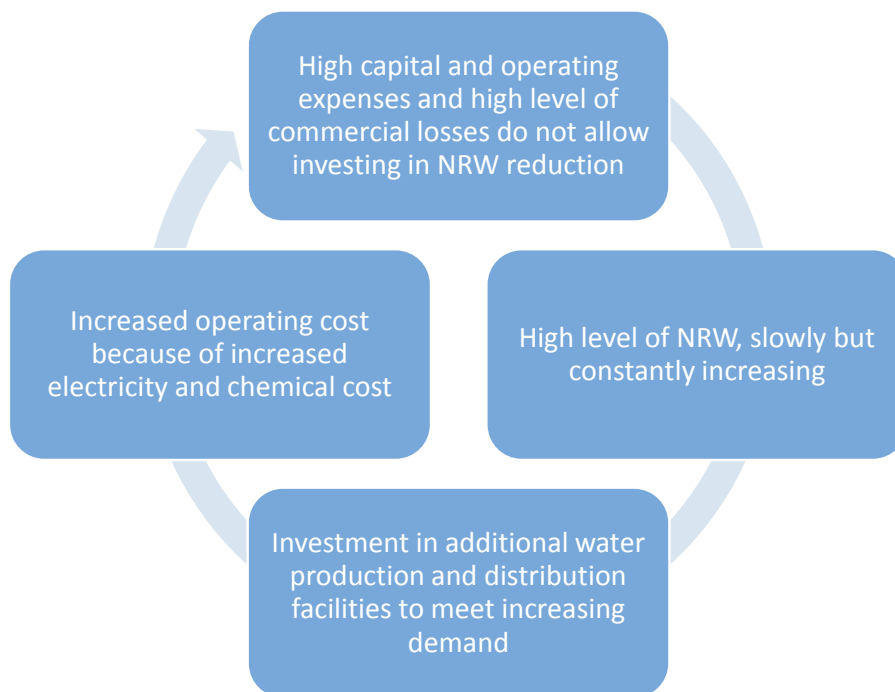 High capital and operating
expenses and high level of
commercial losses do not allow
investing in NRW reduction
High level of NRW, slowly but
constantly increasing
Investment in additional water
production and distribution
facilities to meet increasing
demand
Increased operating cost
because of increased
electricity and chemical cost